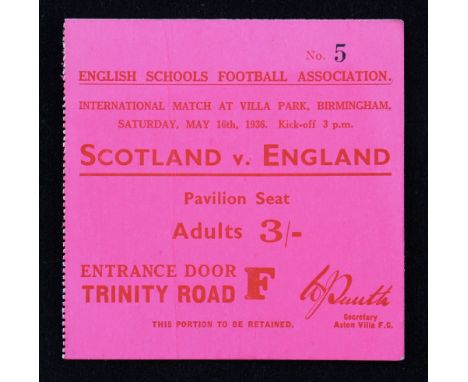 No. 5
ENGLISH SCHOOLS FOOTBALL ASSOCIATION.
INTERNATIONAL MATCH AT VILLA PARK, BIRMINGHAM,
SATURDAY, MAY 16th, 1936. Kick-off 3 p.m.
SCOTLAND v. ENGLAND
Pavilion Seat
Adults 3/-
ENTRANCE DOOR
TRINITY ROAD F
Secretary
Aston Villa F.C.
THIS PORTION TO BE RETAINED.